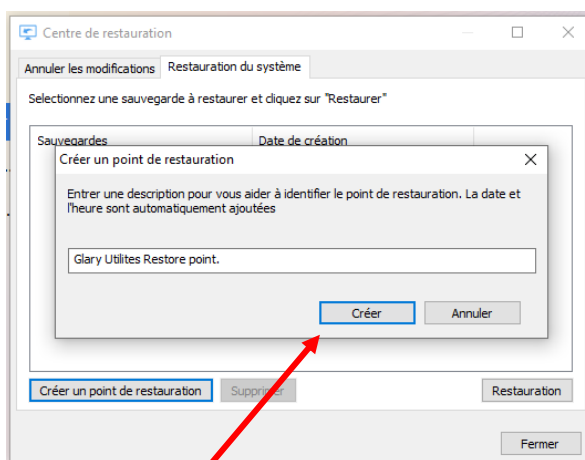 Centre de restauration
Annuler les modifications Restauration du système
Selectionnez une sauvegarde à restaurer et cliquez sur "Restaurer"
Sauvegardes Date de création
Créer un point de restauration
Entrer une description pour vous aider à identifier le point de restauration. La date et
l'heure sont automatiquement ajoutées
Glary Utilites Restore point.
Créer Annuler
Créer un point de restauration Supprimer Restauration
Fermer